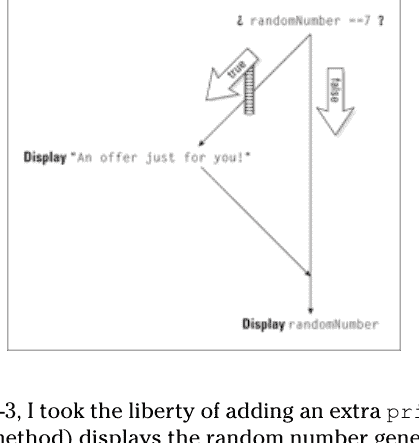 ¿ randomNumber ==7 ?
true
false
Display "An offer just for you!"
Display randomNumber
-3, I took the liberty of adding an extra pri
method) displays the random number gene